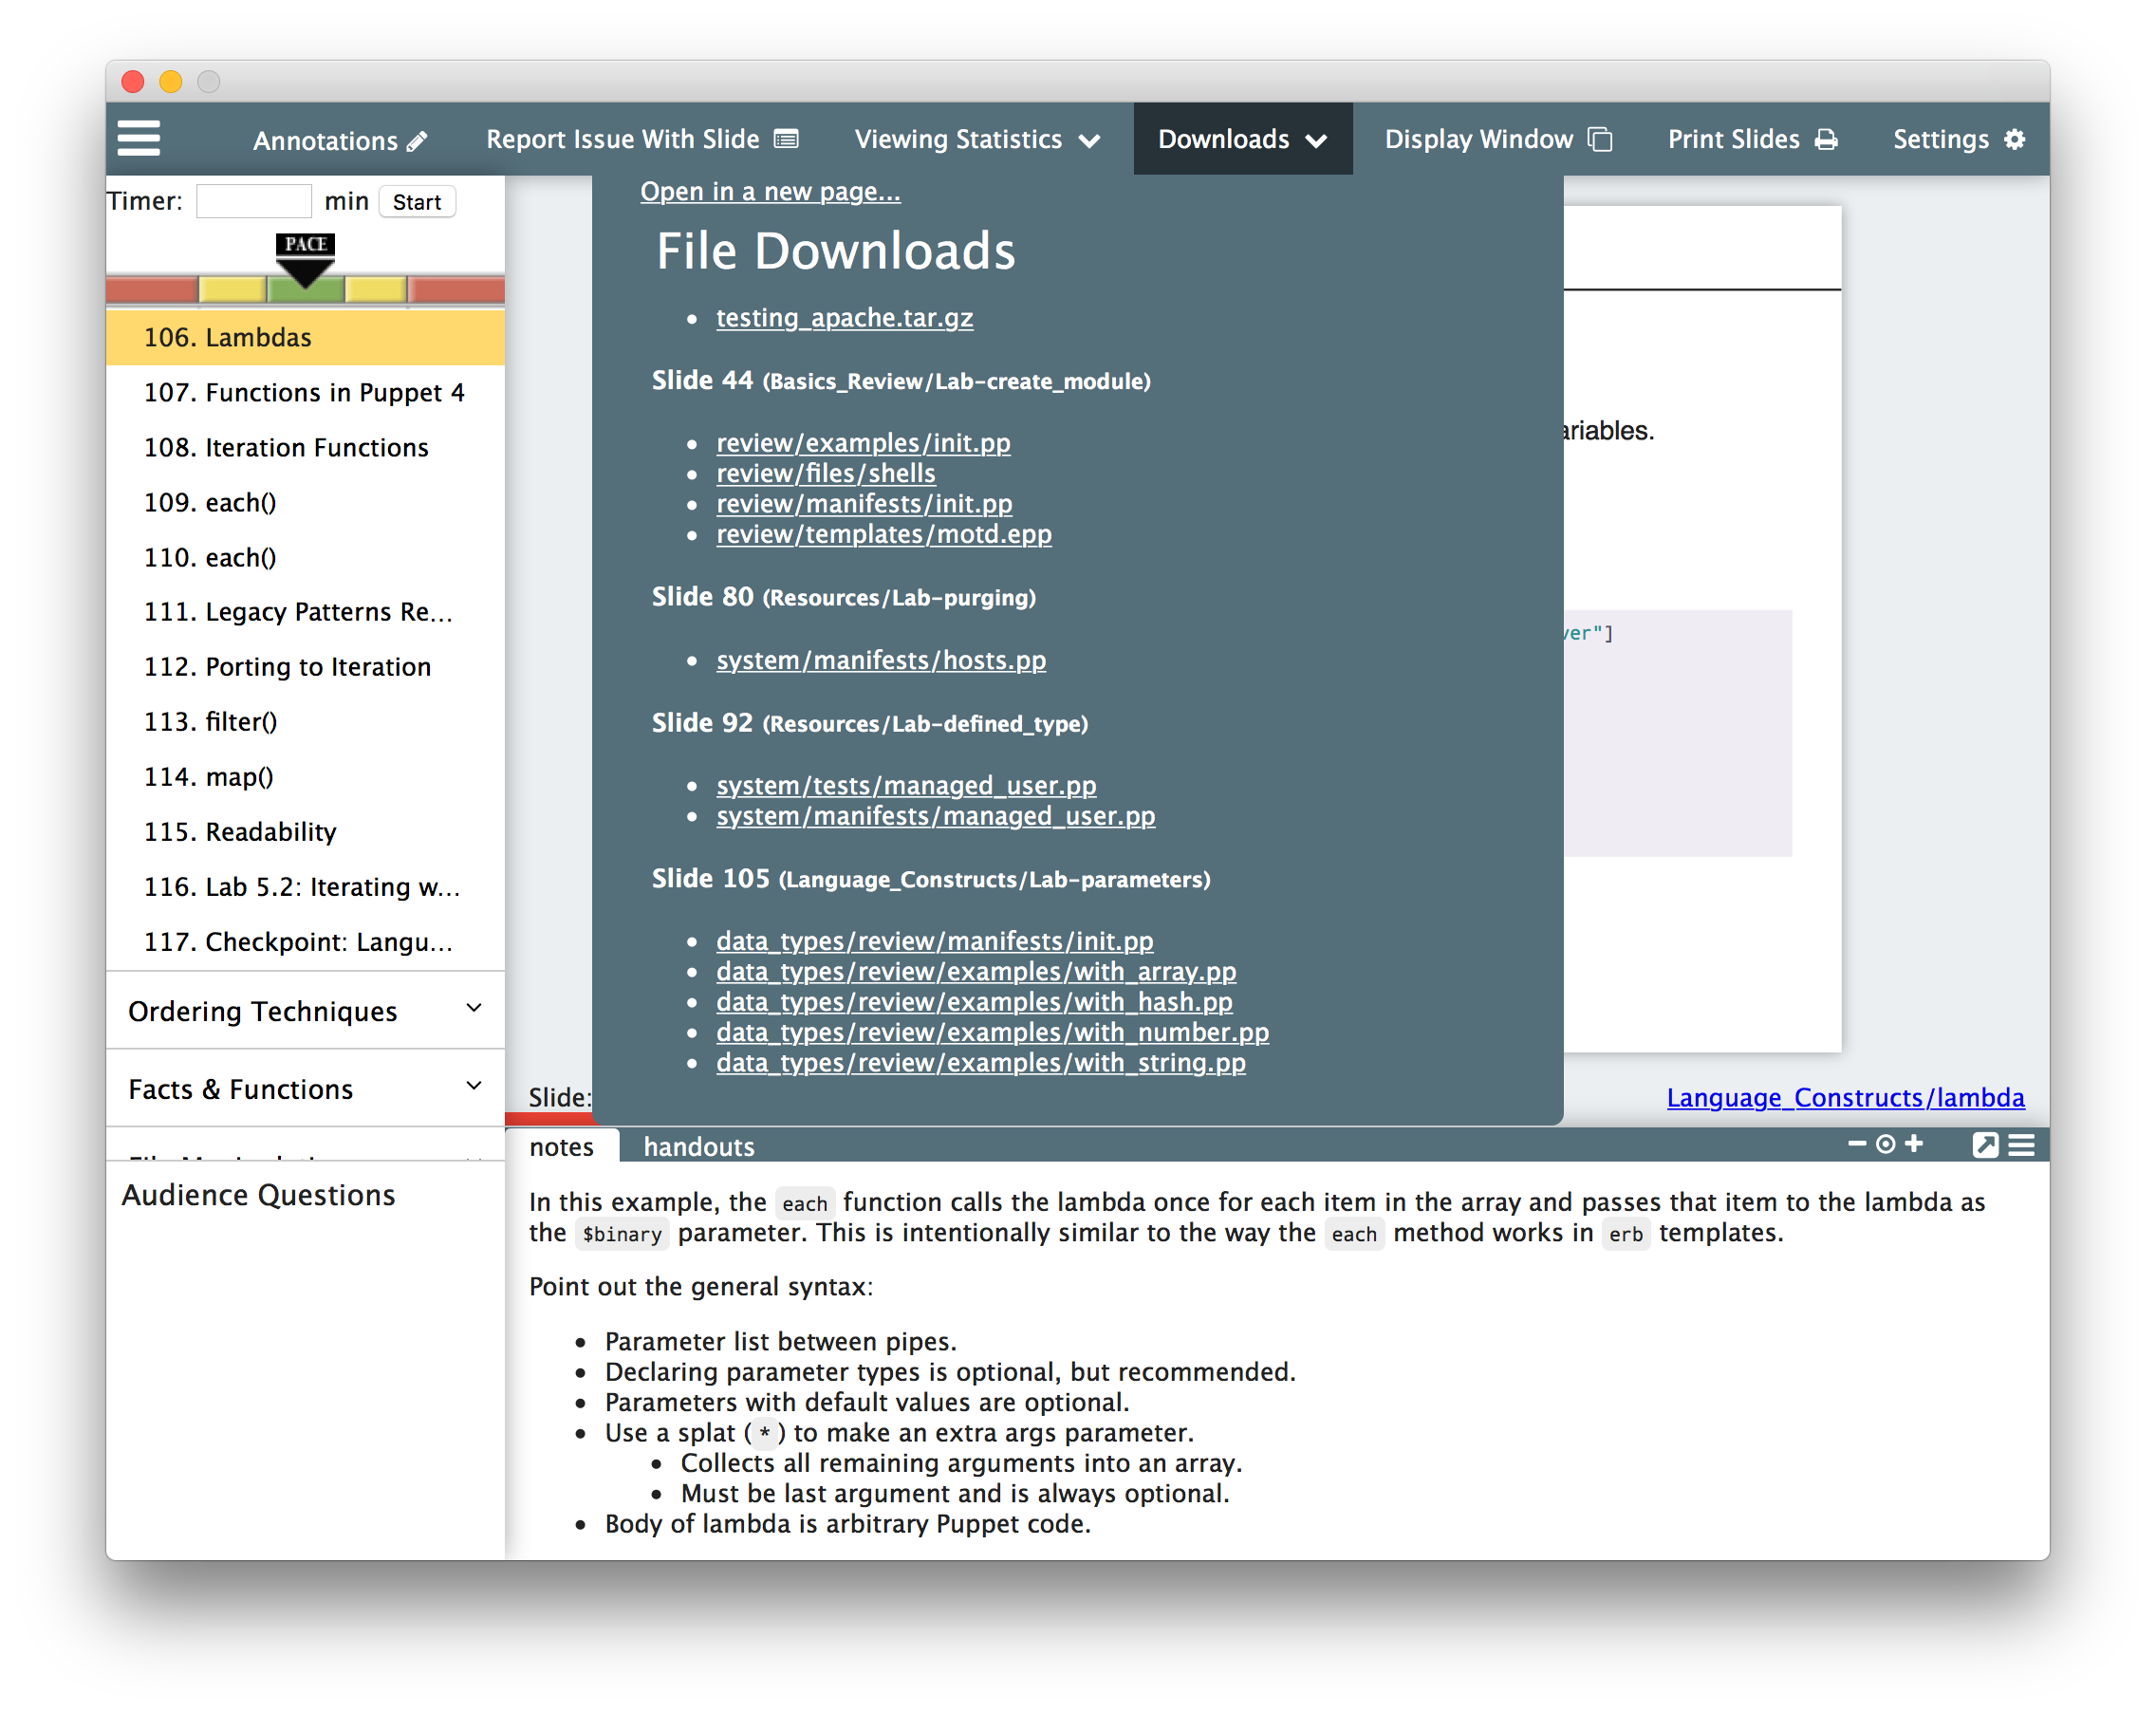 Annotations
Report Issue With Slide
Viewing Statistics
Downloads
Display Window
Print Slides
Settings
Timer: min Start
PACE
106. Lambdas
107. Functions in Puppet 4
108. Iteration Functions
109. each()
110. each()
111. Legacy Patterns Re...
112. Porting to Iteration
113. filter()
114. map()
115. Readability
116. Lab 5.2: Iterating w...
117. Checkpoint: Langu...
Ordering Techniques
Facts & Functions
Audience Questions
Open in a new page...
File Downloads
• testing_apache.tar.gz
Slide 44 (Basics_Review/Lab-create_module)
• review/examples/init.pp
• review/files/shells
• review/manifests/init.pp
• review/templates/motd.epp
Slide 80 (Resources/Lab-purging)
• system/manifests/hosts.pp
Slide 92 (Resources/Lab-defined_type)
• system/tests/managed_user.pp
• system/manifests/managed_user.pp
Slide 105 (Language_Constructs/Lab-parameters)
• data_types/review/manifests/init.pp
• data_types/review/examples/with_array.pp
• data_types/review/examples/with_hash.pp
• data_types/review/examples/with_number.pp
• data_types/review/examples/with_string.pp
ariables.
ver"]
Slide:
Language_Constructs/lambda
notes handouts
In this example, the each function calls the lambda once for each item in the array and passes that item to the lambda as
the $binary parameter. This is intentionally similar to the way the each method works in erb templates.
Point out the general syntax:
• Parameter list between pipes.
• Declaring parameter types is optional, but recommended.
• Parameters with default values are optional.
• Use a splat (*) to make an extra args parameter.
• Collects all remaining arguments into an array.
• Must be last argument and is always optional.
• Body of lambda is arbitrary Puppet code.